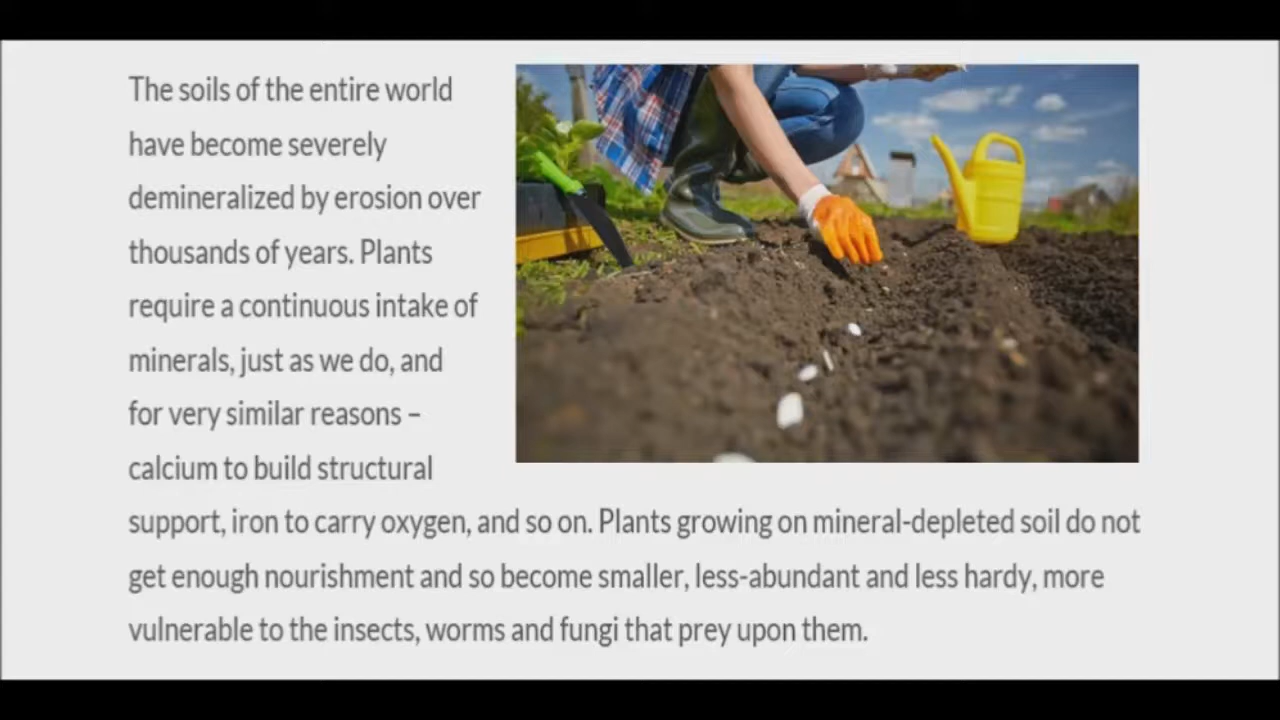 The soils of the entire world
have become severely
demineralized by erosion over
thousands of years. Plants
require a continuous intake of
minerals, just as we do, and
for very similar reasons –
calcium to build structural
support, iron to carry oxygen, and so on. Plants growing on mineral-depleted soil do not
get enough nourishment and so become smaller, less-abundant and less hardy, more
vulnerable to the insects, worms and fungi that prey upon them.